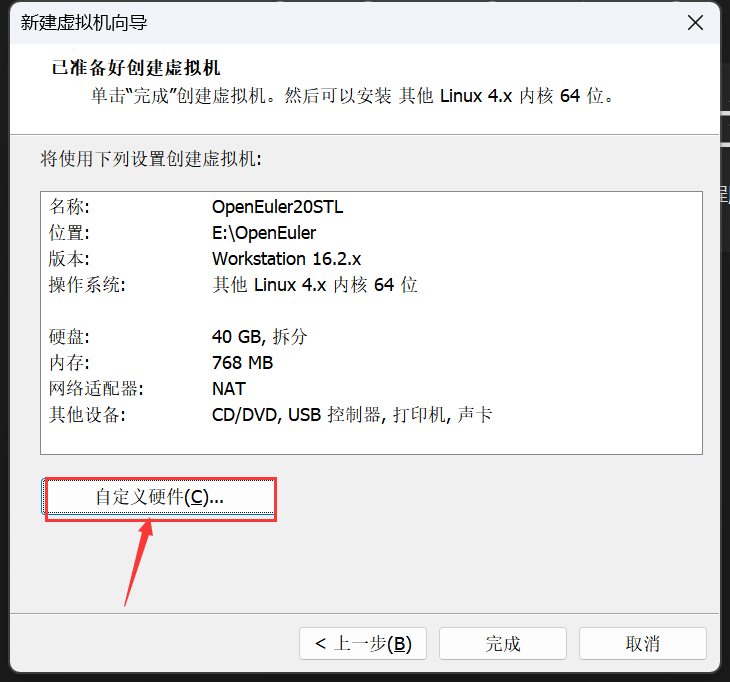 新建虚拟机向导
已准备好创建虚拟机
单击“完成”创建虚拟机。然后可以安装 其他 Linux 4.x 内核 64 位。
将使用下列设置创建虚拟机:
名称: OpenEuler20STL
位置: E:\OpenEuler
版本: Workstation 16.2.x
操作系统: 其他 Linux 4.x 内核 64 位
硬盘: 40 GB, 拆分
内存: 768 MB
网络适配器: NAT
其他设备: CD/DVD, USB 控制器, 打印机, 声卡
自定义硬件(C)...
< 上一步(B) 完成 取消